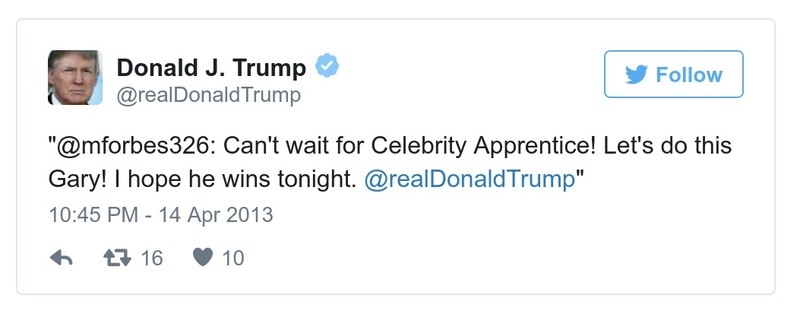 Donald J. Trump
@realDonaldTrump
Follow
"@mforbes326: Can't wait for Celebrity Apprentice! Let's do this
Gary! I hope he wins tonight. @realDonaldTrump"
10:45 PM - 14 Apr 2013
16 10